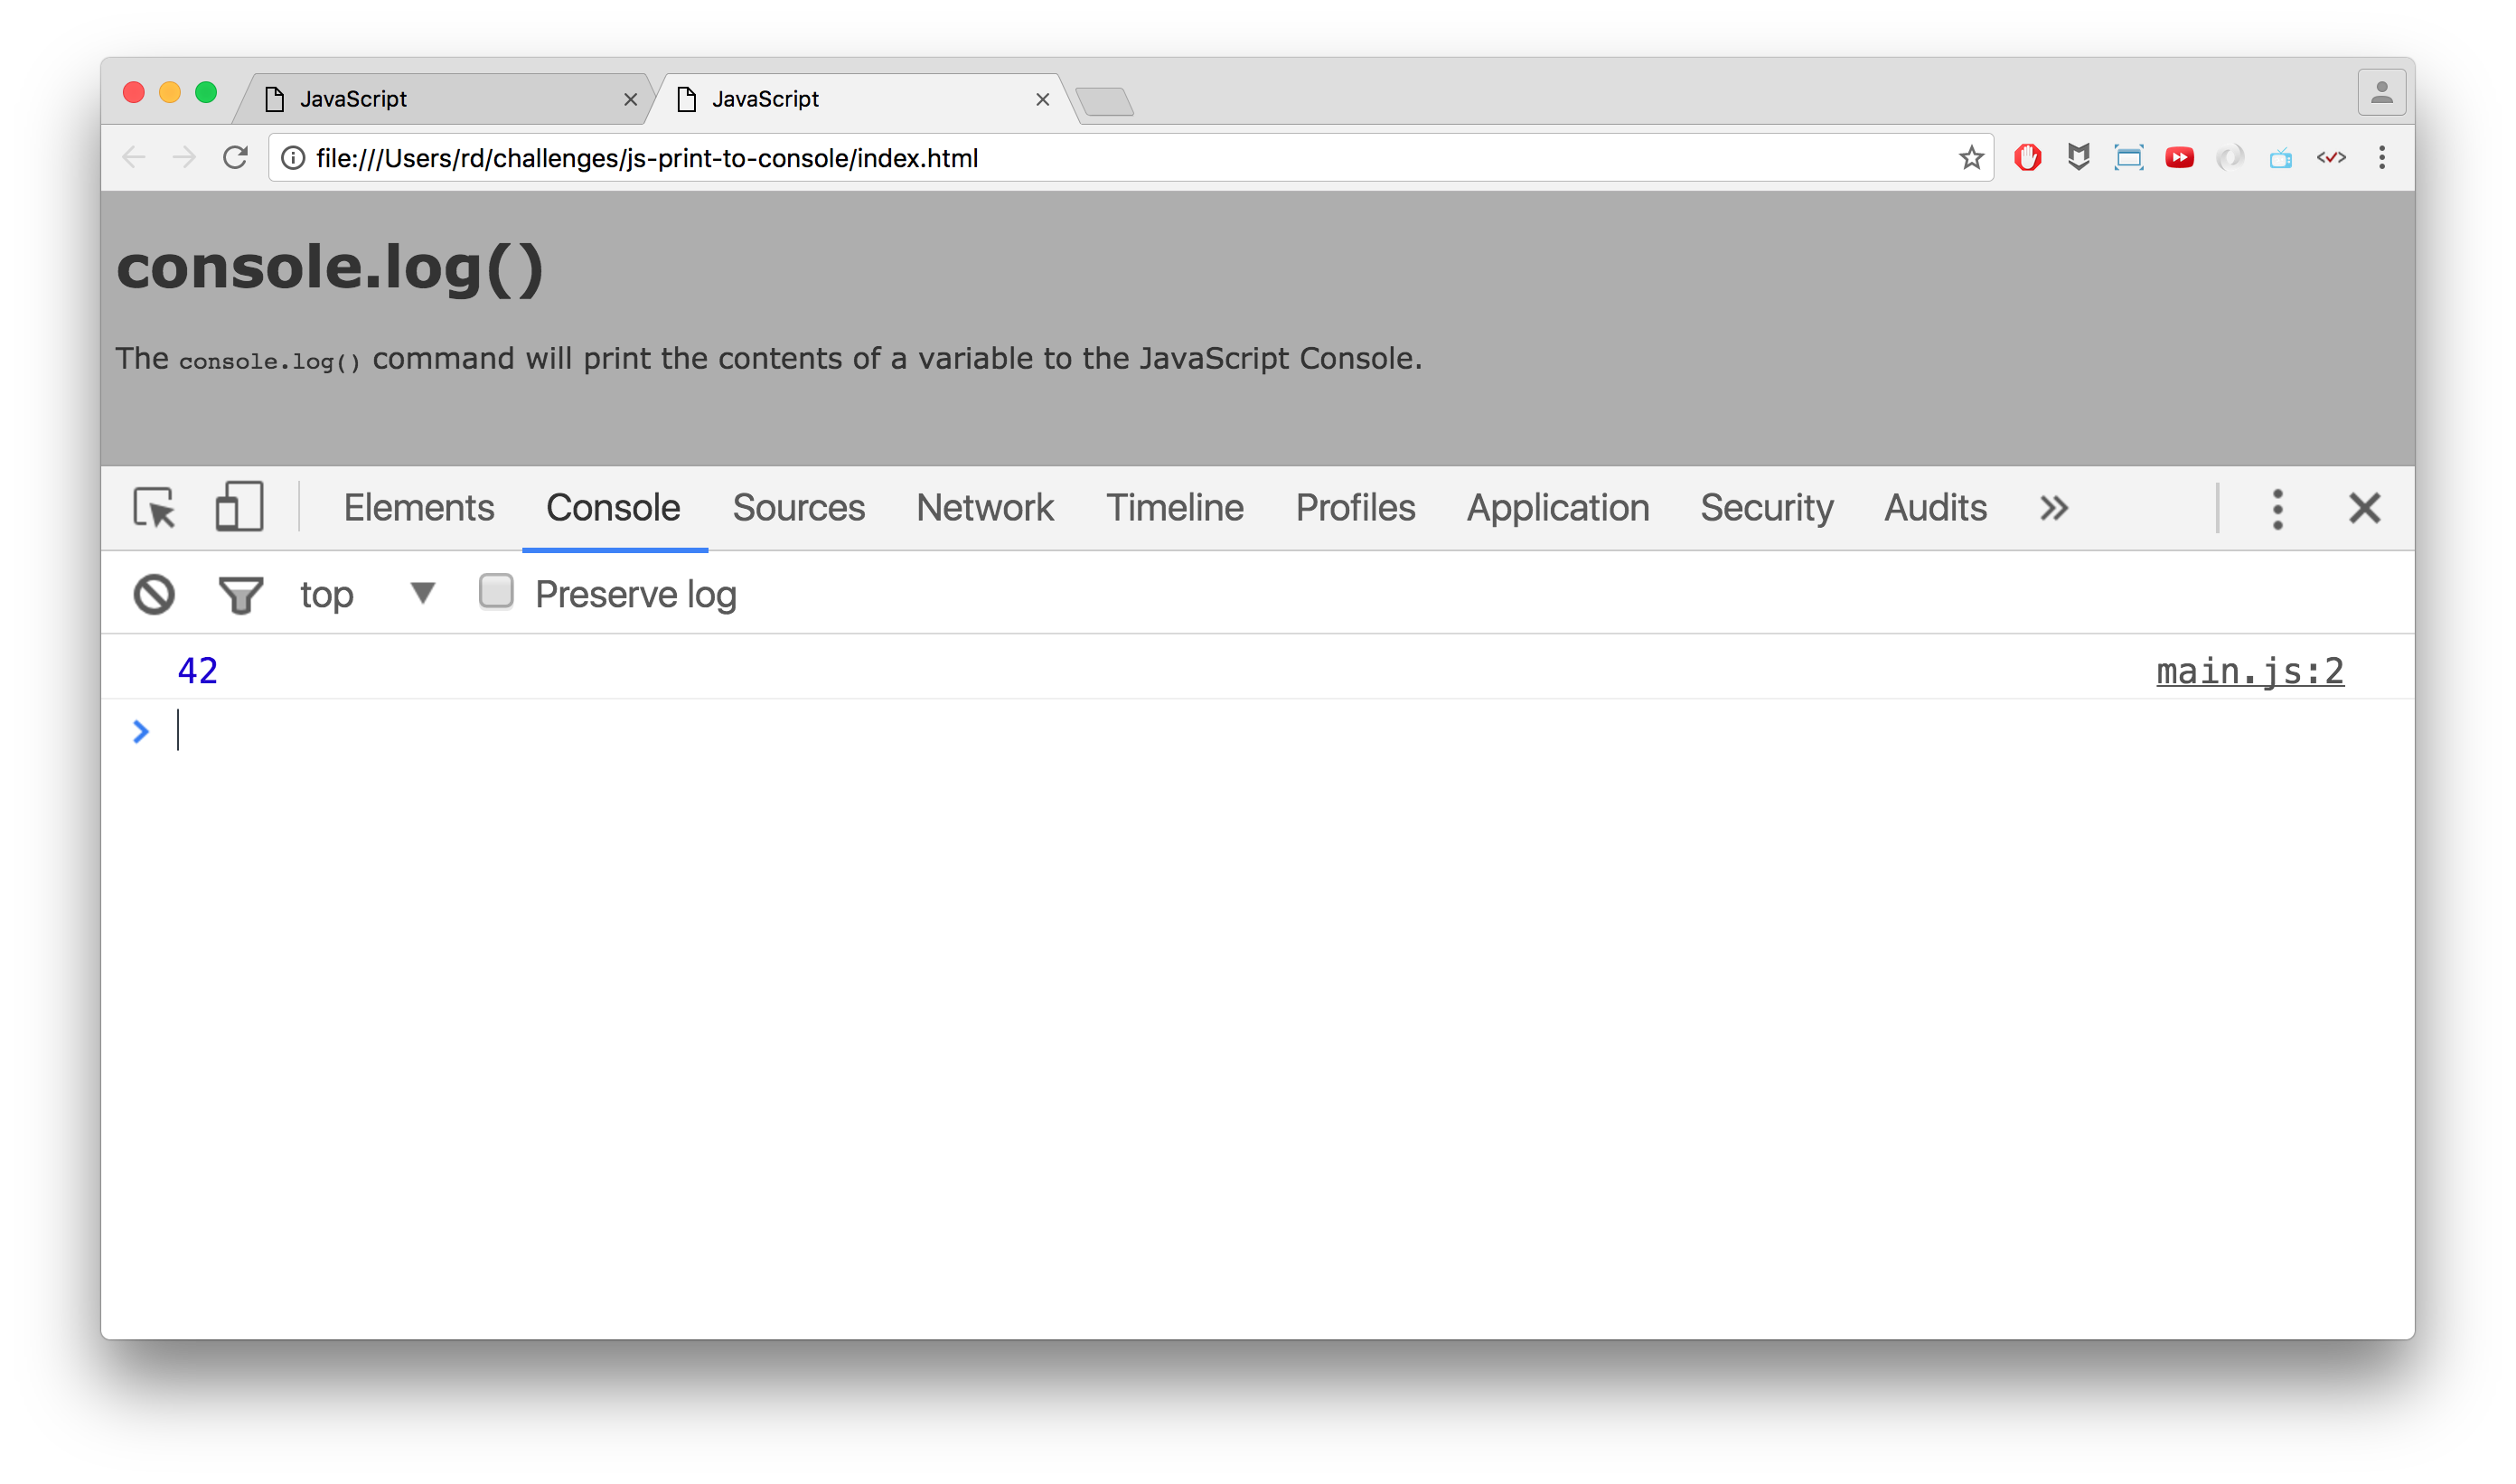 JavaScript JavaScript
file:///Users/rd/challenges/js-print-to-console/index.html
console.log()
The console.log() command will print the contents of a variable to the JavaScript Console.
Elements Console Sources Network Timeline Profiles Application Security Audits
top Preserve log
42 main.js:2